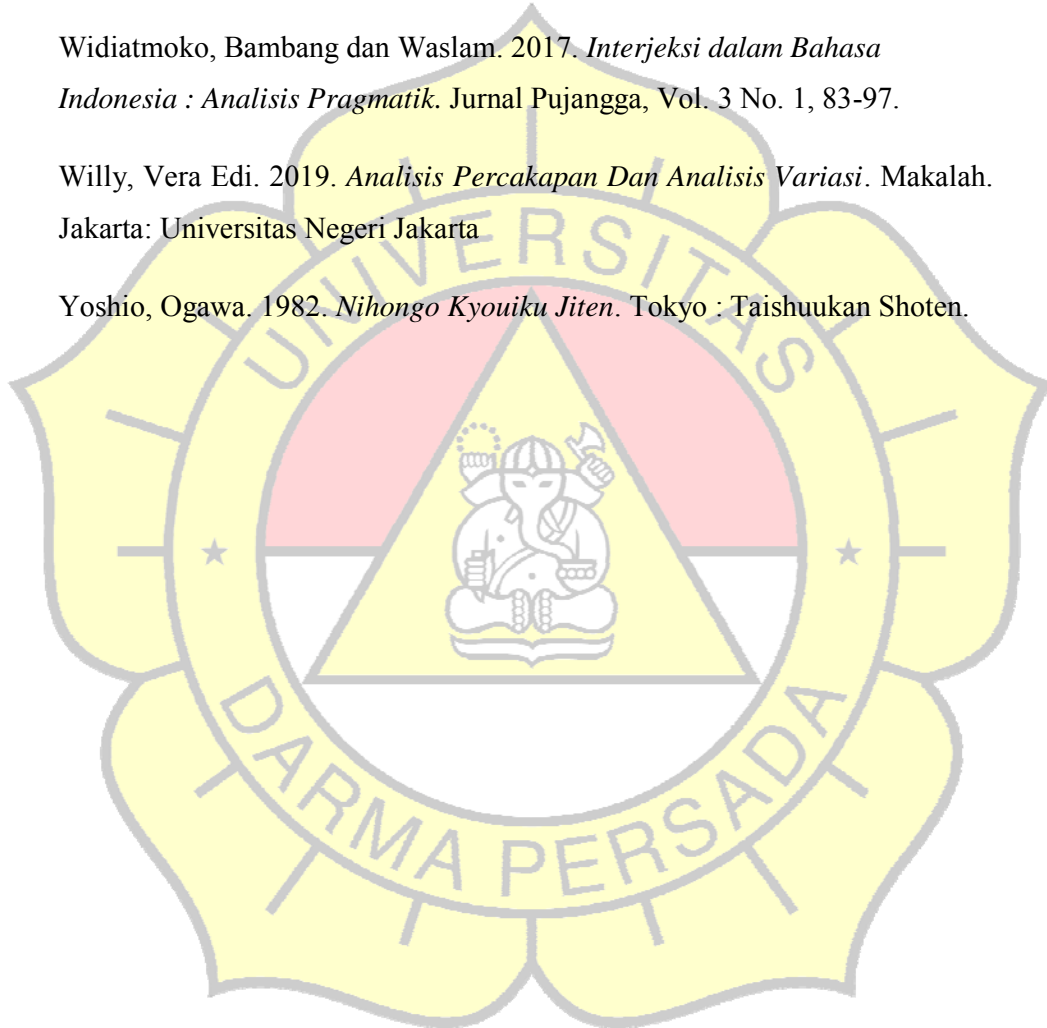 Widiatmoko, Bambang dan Waslam. 2017. Interjeksi dalam Bahasa
Indonesia : Analisis Pragmatik. Jurnal Pujangga, Vol. 3 No. 1, 83-97.
Willy, Vera Edi. 2019. Analisis Percakapan Dan Analisis Variasi. Makalah.
Jakarta: Universitas Negeri Jakarta
Yoshio, Ogawa. 1982. Nihongo Kyouiku Jiten. Tokyo : Taishuukan Shoten.
UNIVERSITAS
DARMA PERSADA